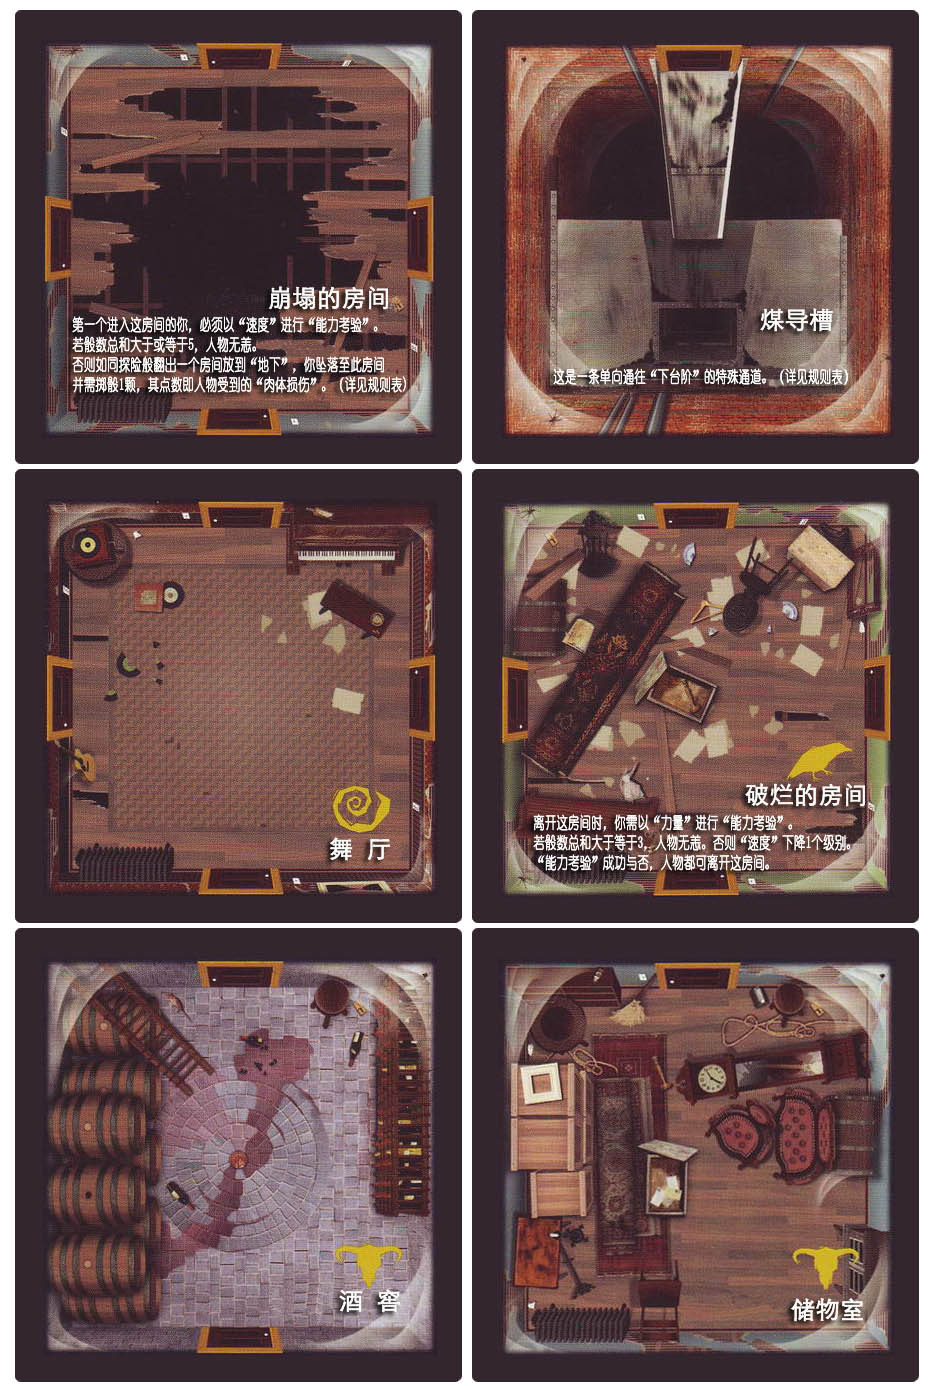 崩塌的房间
第一个进入这房间的你，必须以“速度”进行“能力考验”。
若骰数总和大于或等于5，人物无恙。
否则如同探险般翻出一个房间放到“地下”，你坠落至此房间
并需掷骰1颗，其点数即人物受到的“肉体损伤”。（详见规则表）
煤导槽
这是一条单向通往“下台阶”的特殊通道。（详见规则表）
舞 厅
破烂的房间
离开这房间时，你需以“力量”进行“能力考验”。
若骰数总和大于等于3，人物无恙。否则“速度”下降1个级别。
“能力考验”成功与否，人物都可离开这房间。
酒 窖
储物室